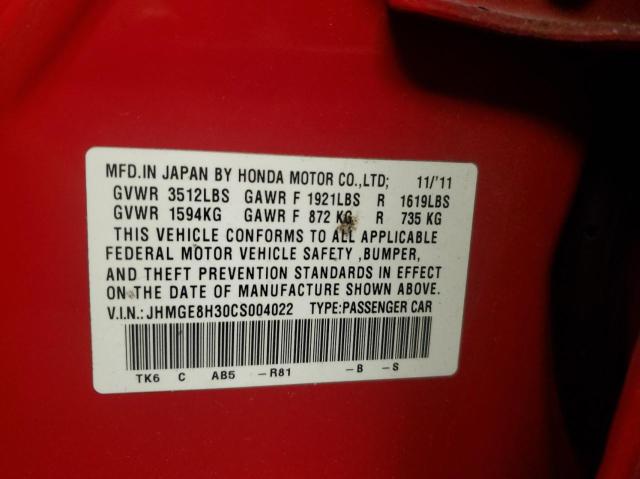 MFD.IN JAPAN BY HONDA MOTOR CO.,LTD; 11/'11
GVWR 3512LBS GAWR F 1921LBS R 1619LBS
GVWR 1594KG GAWR F 872 KG R 735 KG
THIS VEHICLE CONFORMS TO ALL APPLICABLE
FEDERAL MOTOR VEHICLE SAFETY ,BUMPER,
AND THEFT PREVENTION STANDARDS IN EFFECT
ON THE DATE OF MANUFACTURE SHOWN ABOVE.
V.I.N.: JHMGE8H30CS004022 TYPE:PASSENGER CAR
TK6 C AB5 -R81 -B -S